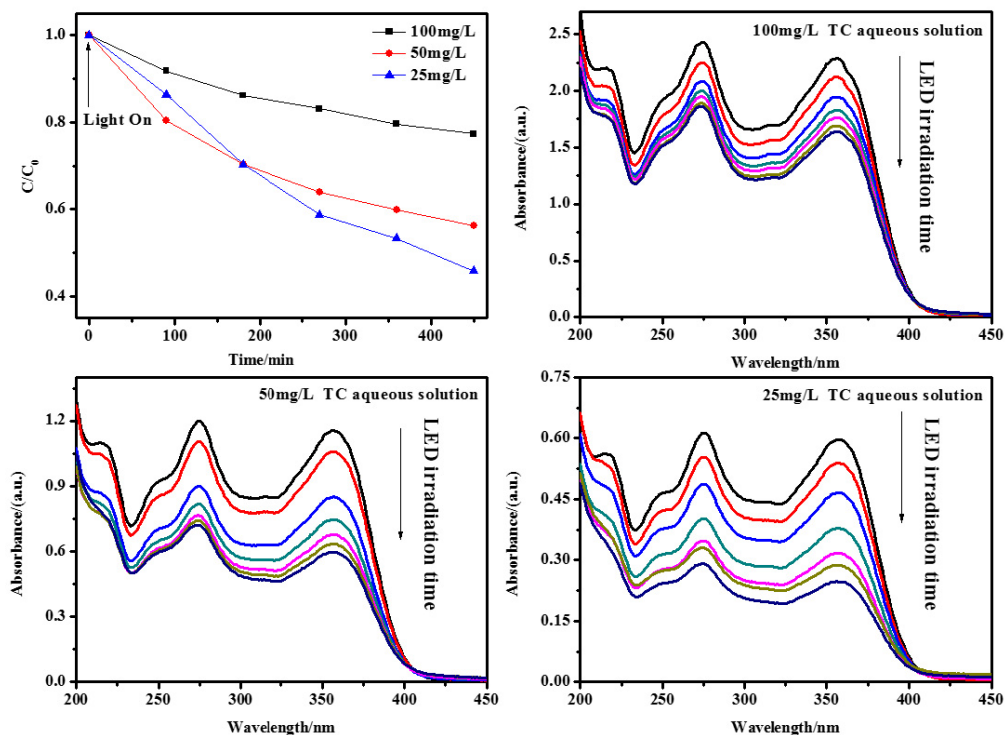 1.0
0.8
0.6
0.4
C/C0
Light On
100mg/L
50mg/L
25mg/L
0 100 200 300 400
Time/min
100mg/L TC aqueous solution
2.5
2.0
1.5
1.0
0.5
0.0
Absorbance/(a.u.)
LED irradiation time
200 250 300 350 400 450
Wavelength/nm
50mg/L TC aqueous solution
1.2
0.9
0.6
0.3
0.0
Absorbance/(a.u.)
LED irradiation time
200 250 300 350 400 450
Wavelength/nm
25mg/L TC aqueous solution
0.75
0.60
0.45
0.30
0.15
0.00
Absorbance/(a.u.)
LED irradiation time
200 250 300 350 400 450
Wavelength/nm